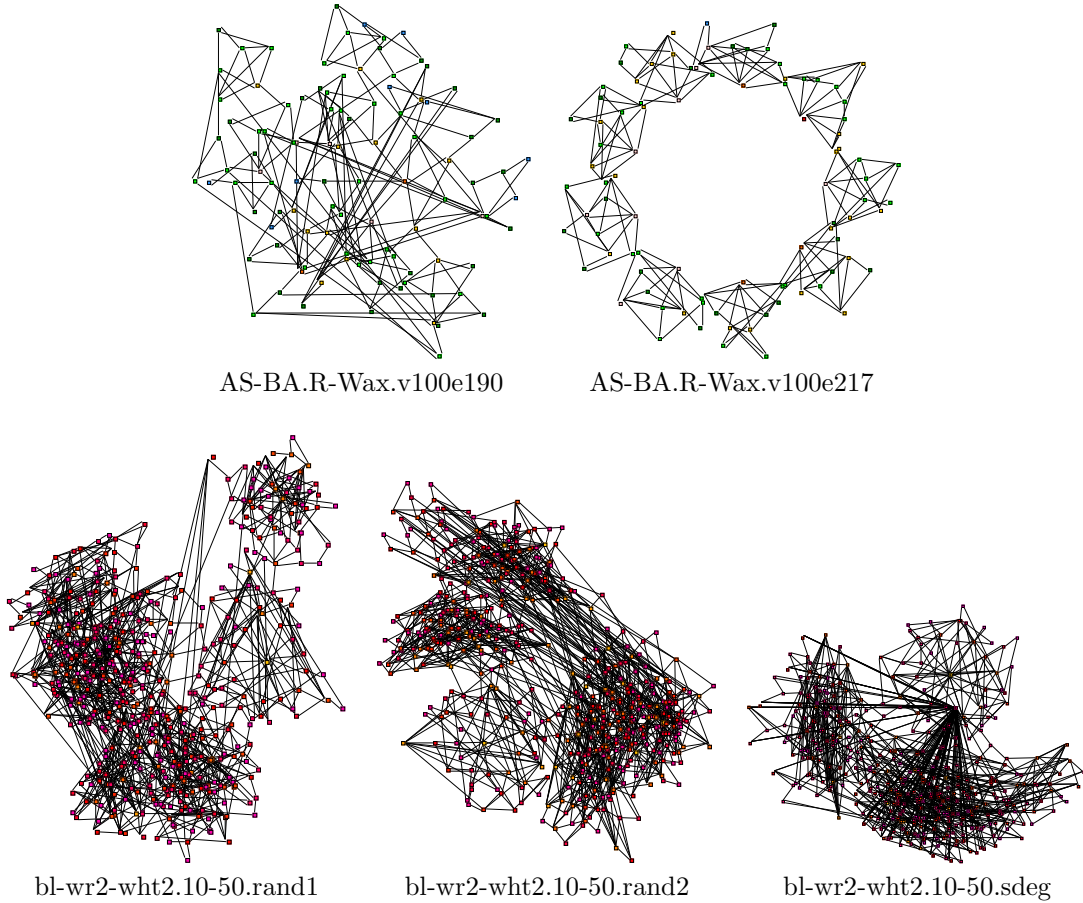 AS-BA.R-Wax.v100e190
AS-BA.R-Wax.v100e217
bl-wr2-wht2.10-50.rand1
bl-wr2-wht2.10-50.rand2
bl-wr2-wht2.10-50.sdeg